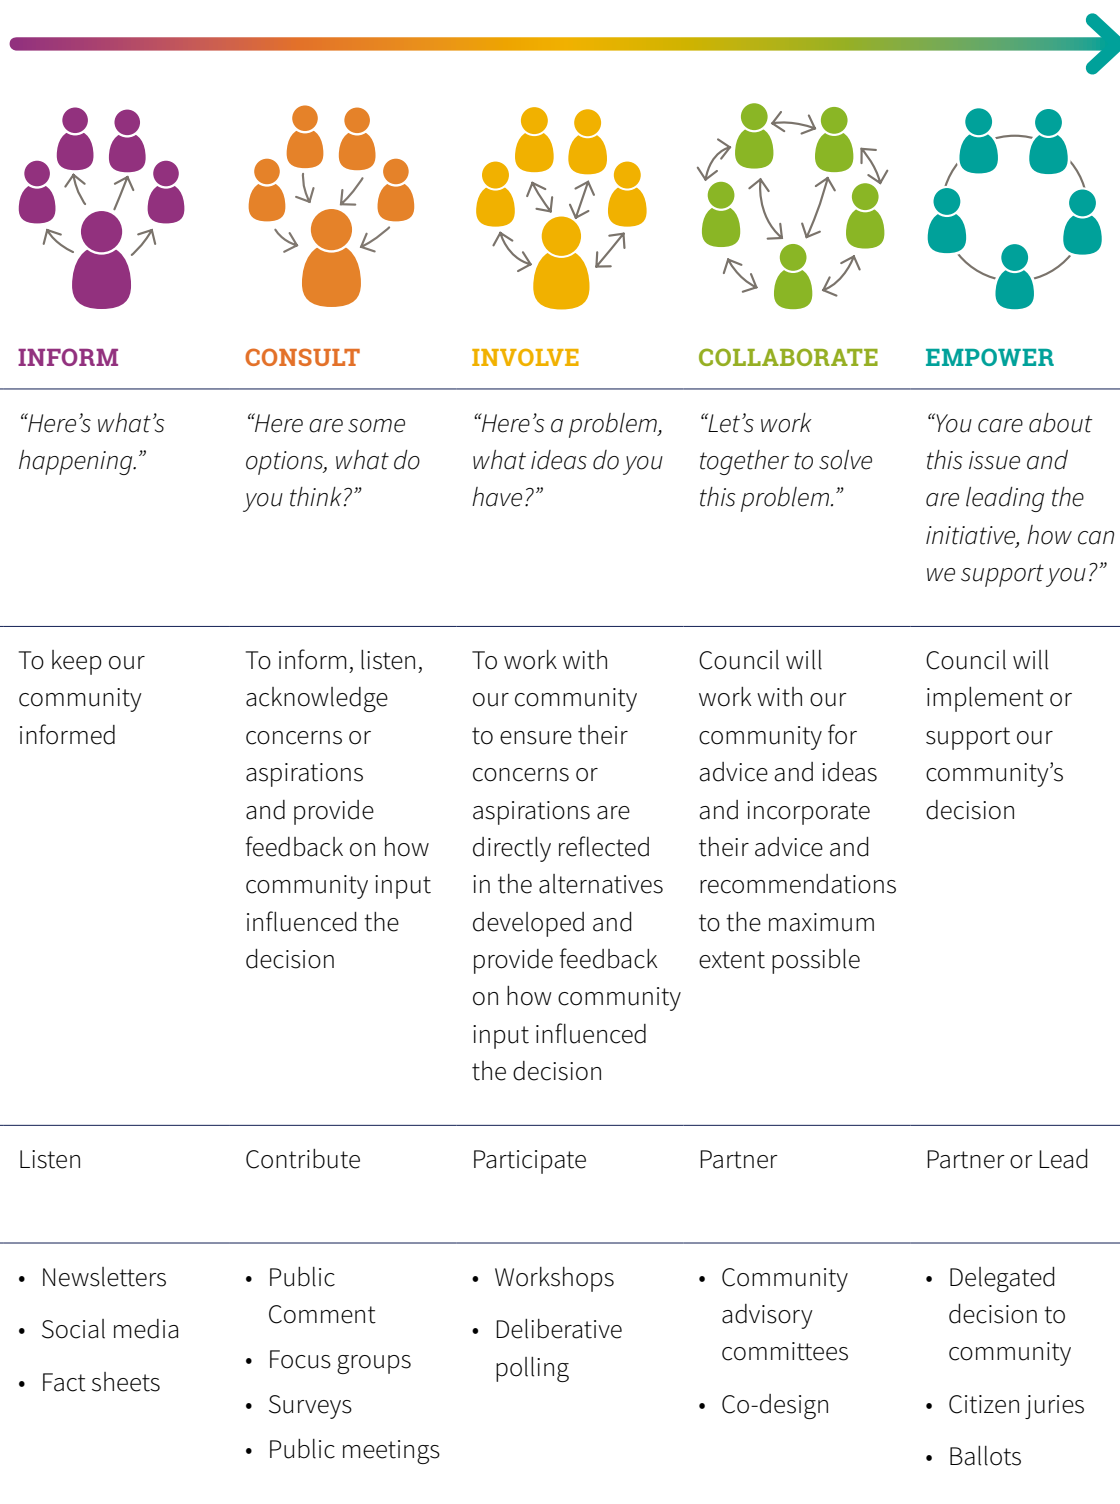 INFORM
CONSULT
INVOLVE
COLLABORATE
EMPOWER
“Here’s what’s
happening.”
“Here are some
options, what do
you think?”
“Here’s a problem,
what ideas do you
have?”
“Let’s work
together to solve
this problem.”
“You care about
this issue and
are leading the
initiative, how can
we support you?”
To keep our
community
informed
To inform, listen,
acknowledge
concerns or
aspirations
and provide
feedback on how
community input
influenced the
decision
To work with
our community
to ensure their
concerns or
aspirations are
directly reflected
in the alternatives
developed and
provide feedback
on how community
input influenced
the decision
Council will
work with our
community for
advice and ideas
and incorporate
their advice and
recommendations
to the maximum
extent possible
Council will
implement or
support our
community’s
decision
Listen
Contribute
Participate
Partner
Partner or Lead
• Newsletters
• Social media
• Fact sheets
• Public
Comment
• Focus groups
• Surveys
• Public meetings
• Workshops
• Deliberative
polling
• Community
advisory
committees
• Co-design
• Delegated
decision to
community
• Citizen juries
• Ballots